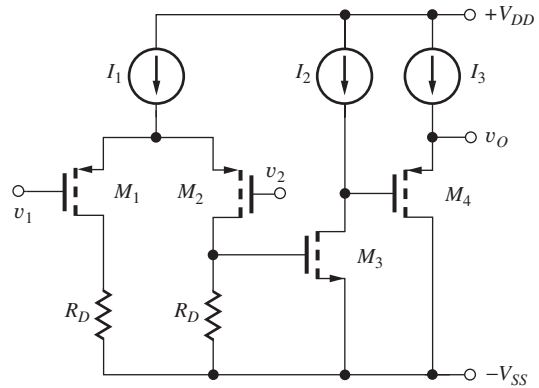 +V_DD
I_1
I_2
I_3
v_O
v_1
M_1
M_2
v_2
M_4
M_3
R_D
R_D
−V_SS